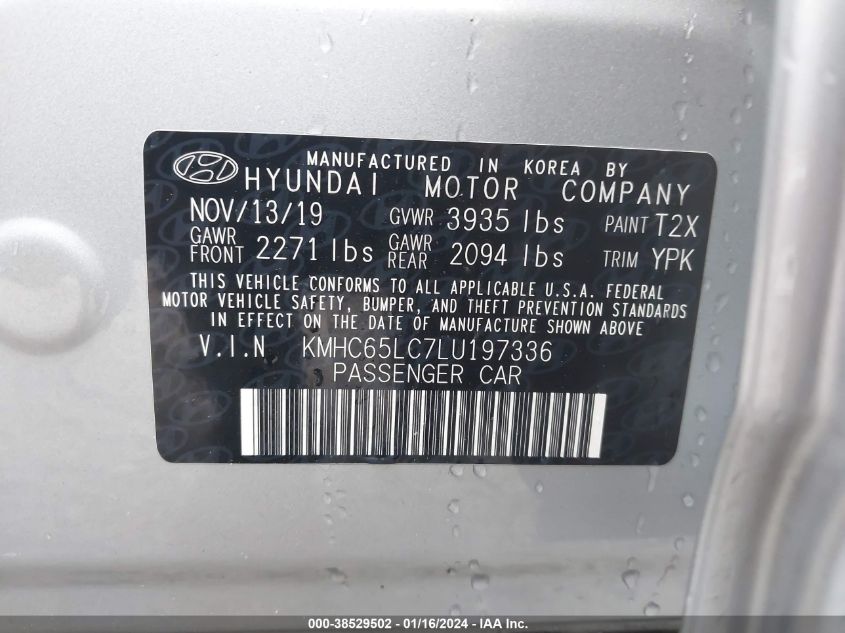 MANUFACTURED IN KOREA BY
HYUNDAI MOTOR COMPANY
NOV/13/19 GVWR 3935 lbs PAINT T2X
GAWR FRONT 2271 lbs GAWR REAR 2094 lbs TRIM YPK
THIS VEHICLE CONFORMS TO ALL APPLICABLE U.S.A. FEDERAL
MOTOR VEHICLE SAFETY, BUMPER, AND THEFT PREVENTION STANDARDS
IN EFFECT ON THE DATE OF MANUFACTURE SHOWN ABOVE
V.I.N KMHC65LC7LU197336
PASSENGER CAR
000-38529502 - 01/16/2024 - IAAI.com